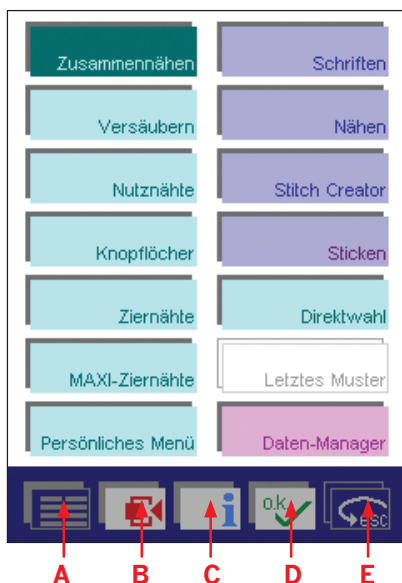 Zusammennähen
Schriften
Versäubern
Nähen
Nutznähte
Stitch Creator
Knopflöcher
Sticken
Ziernähte
Direktwahl
MAXI-Ziernähte
Letztes Muster
Persönliches Menü
Daten-Manager
i
o.k.
esc
A
B
C
D
E